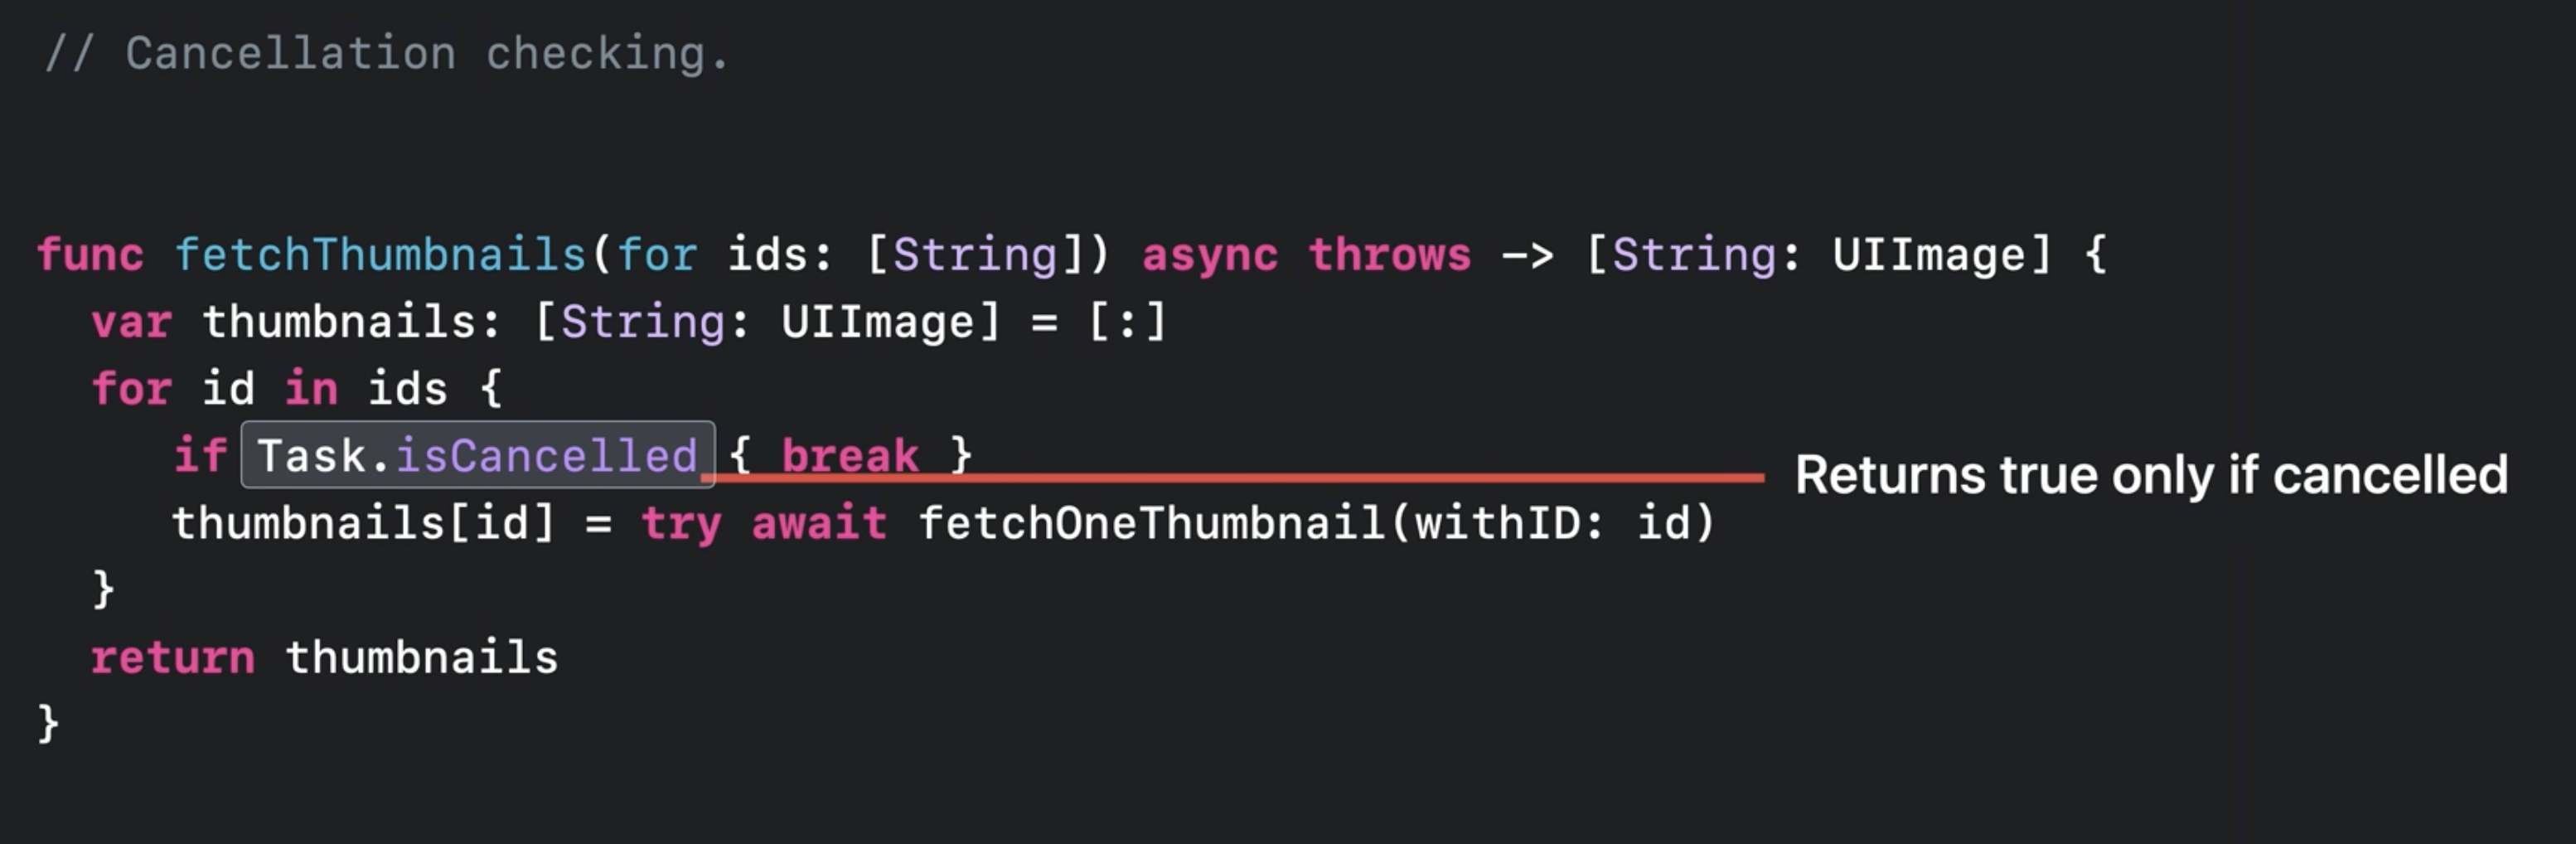 // Cancellation checking.
func fetchThumbnails(for ids: [String]) async throws -> [String: UIImage] {
var thumbnails: [String: UIImage] = [:]
for id in ids {
if Task.isCancelled { break }
Returns true only if cancelled
thumbnails[id] = try await fetchOneThumbnail(withID: id)
}
return thumbnails
}